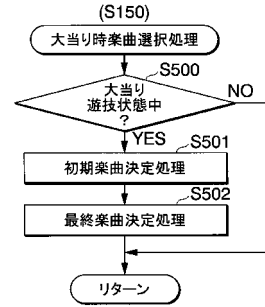 (S150)
大当り時楽曲選択処理
S500
大当り
遊技状態中
?
NO
YES
S501
初期楽曲決定処理
S502
最終楽曲決定処理
リターン